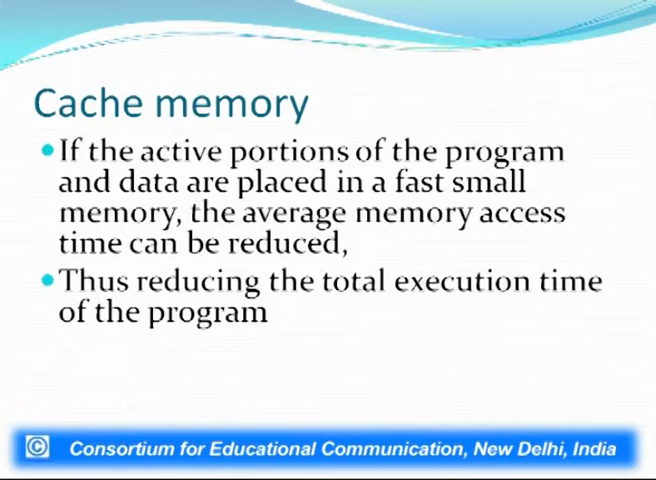 Cache memory
If the active portions of the program
and data are placed in a fast small
memory, the average memory access
time can be reduced,
Thus reducing the total execution time
of the program
© Consortium for Educational Communication, New Delhi, India